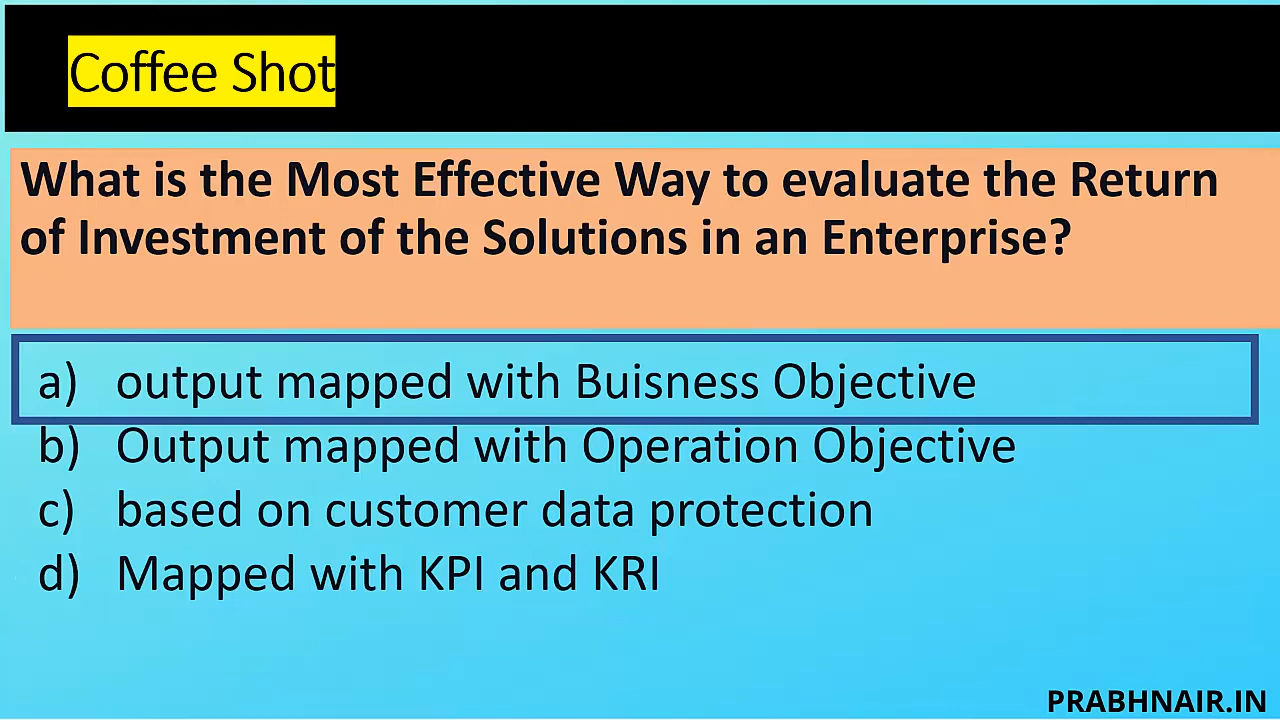 Coffee Shot
What is the Most Effective Way to evaluate the Return
of Investment of the Solutions in an Enterprise?
a) output mapped with Buisness Objective
b) Output mapped with Operation Objective
c) based on customer data protection
d) Mapped with KPI and KRI
PRABHNAIR.IN